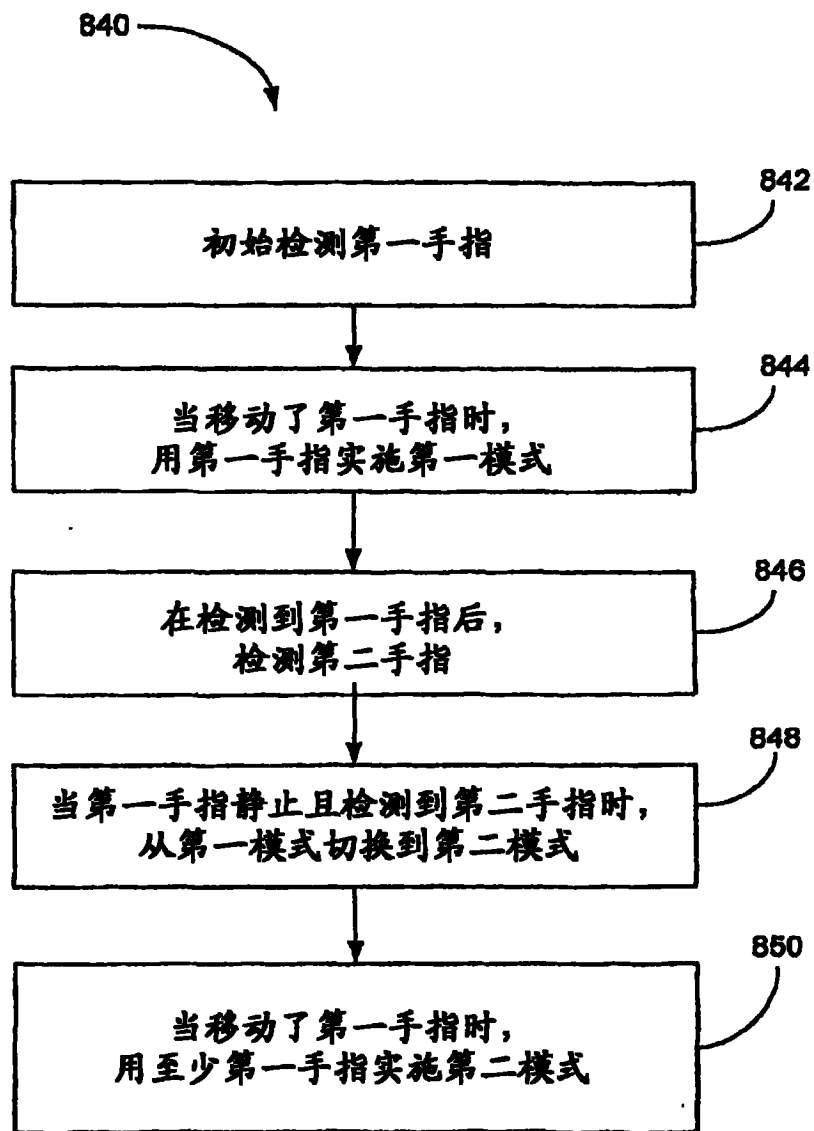 840
842
初始检测第一手指
844
当移动了第一手指时，
用第一手指实施第一模式
846
在检测到第一手指后，
检测第二手指
848
当第一手指静止且检测到第二手指时，
从第一模式切换到第二模式
850
当移动了第一手指时，
用至少第一手指实施第二模式